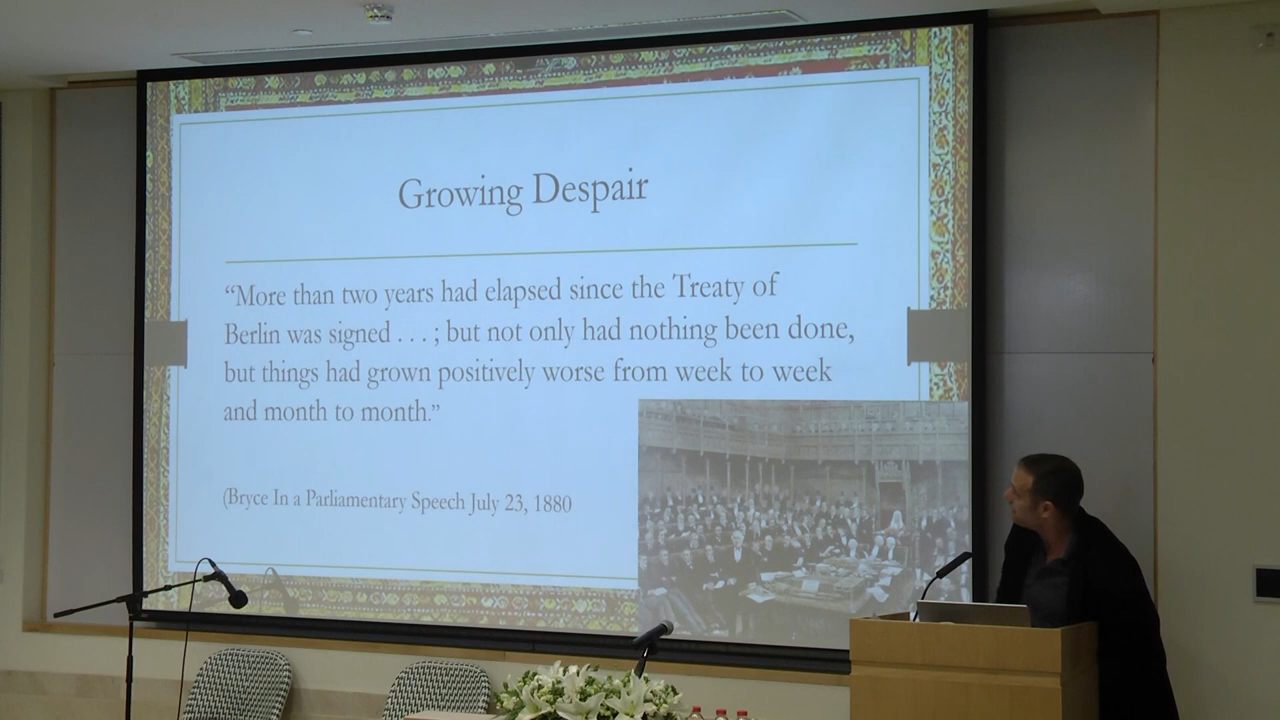 Growing Despair
“More than two years had elapsed since the Treaty of
Berlin was signed . . . ; but not only had nothing been done,
but things had grown positively worse from week to week
and month to month.”
(Bryce In a Parliamentary Speech July 23, 1880